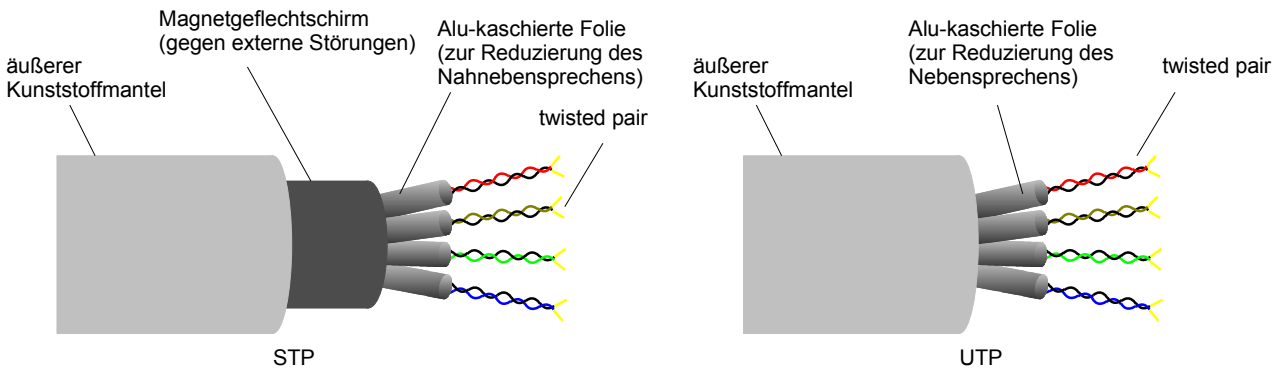 Magnetgeflechtschirm
(gegen externe Störungen)
Alu-kaschierte Folie
(zur Reduzierung des
Nahnebensprechens)
äußerer
Kunststoffmantel
twisted pair
STP
Alu-kaschierte Folie
(zur Reduzierung des
Nebensprechens)
äußerer
Kunststoffmantel
twisted pair
UTP